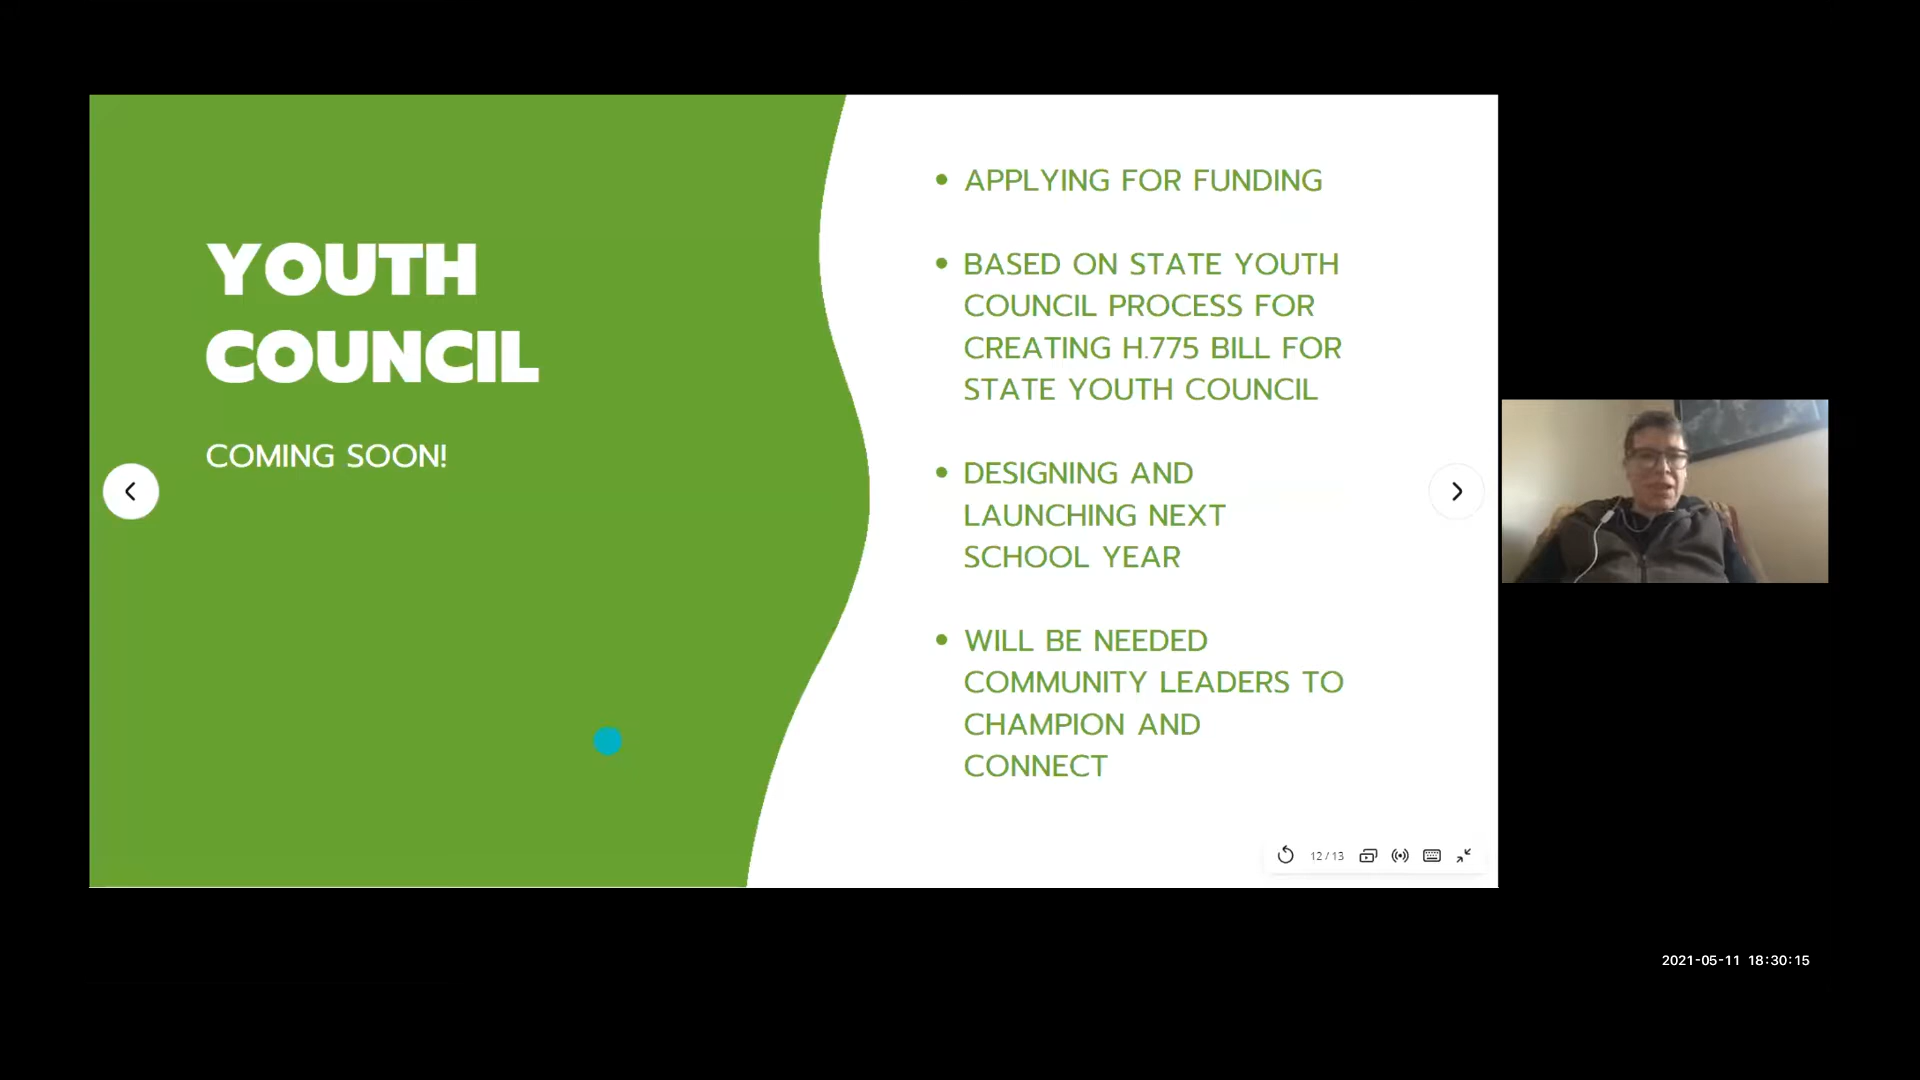 YOUTH
COUNCIL
COMING SOON!
• APPLYING FOR FUNDING
• BASED ON STATE YOUTH
COUNCIL PROCESS FOR
CREATING H.775 BILL FOR
STATE YOUTH COUNCIL
• DESIGNING AND
LAUNCHING NEXT
SCHOOL YEAR
• WILL BE NEEDED
COMMUNITY LEADERS TO
CHAMPION AND
CONNECT
12 / 13
2021-05-11 18:30:15